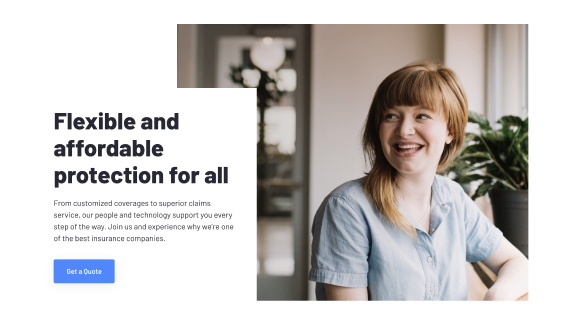 Flexible and
affordable
protection for all
From customized coverages to superior claims
service, our people and technology support you every
step of the way. Join us and experience why we're one
of the best insurance companies.
Get a Quote